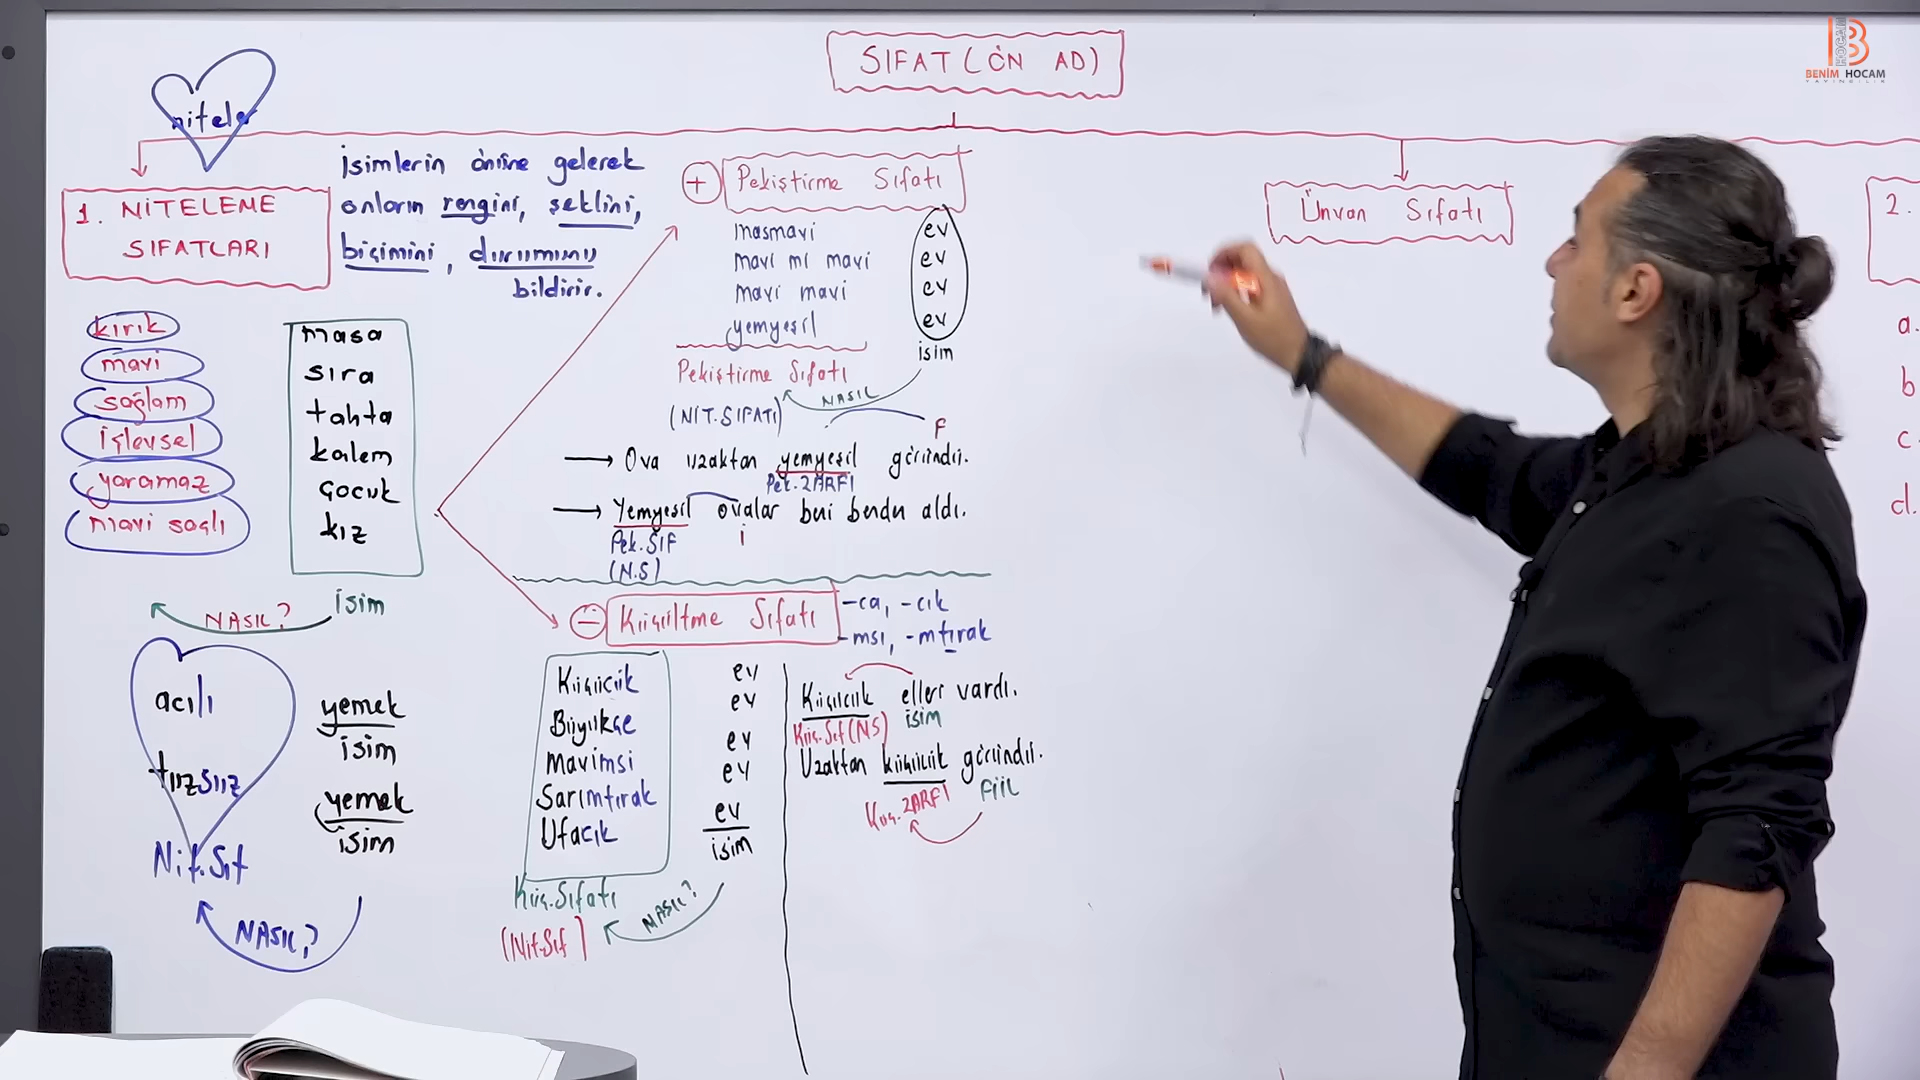 SIFAT (ÖN AD)
BENİM HOCAM
YAYINCILIK
niteler
1. NİTELEME
SIFATLARI
isimlerin önüne gelerek
onların rengini, şeklini,
biçimini, durumunu
bildirir.
kırık masa
mavi sıra
sağlam tahta
işlevsel kalem
yaramaz çocuk
mavi saçlı kız
isim
NASIL?
acılı yemek
isim
tuzsuz yemek
isim
Nit.Sıf
NASIL?
+ Pekiştirme Sıfatı
masmavi ev
mavi mi mavi ev
mavi mavi ev
yemyeşil ev
isim
Pekiştirme Sıfatı
NASIL
(NİT.SIFATI)
F
→ Ova uzaktan yemyeşil göründü.
Pek.ZARFI
→ Yemyeşil ovalar beni benden aldı.
Pek.SIF
i
(N.S)
- Küçültme Sıfatı
-ca, -cık
-msı, -mtırak
Küçücük ev
Büyükçe ev
Mavimsi ev
Sarımtırak ev
Ufacık ev
isim
Küç.Sıfatı
NASIL?
(Nit.Sıf)
Küçücük elleri vardı.
Küç.Sıf(NS) isim
Uzaktan küçücük göründü.
Küç.ZARFI FİİL
Ünvan Sıfatı
2.
a.
b
c.
d.